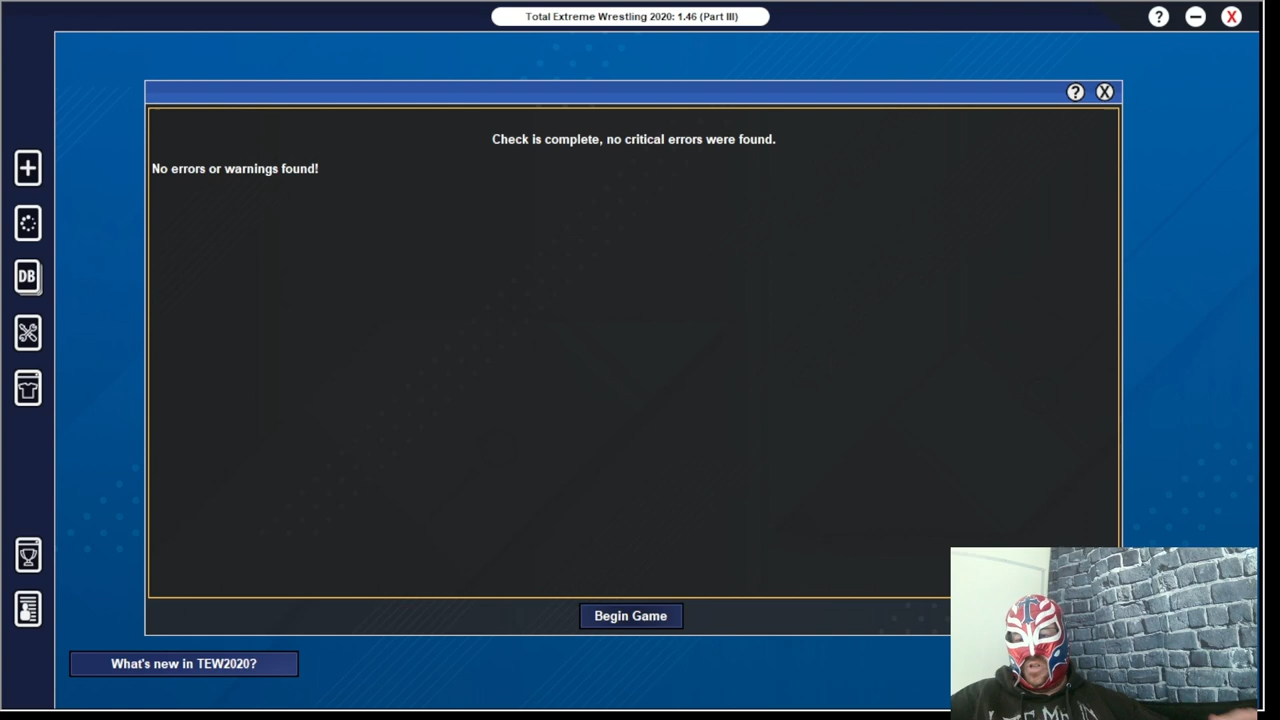 Total Extreme Wrestling 2020: 1.46 (Part III)
? X
? X
Check is complete, no critical errors were found.
No errors or warnings found!
DB
Begin Game
What's new in TEW2020?